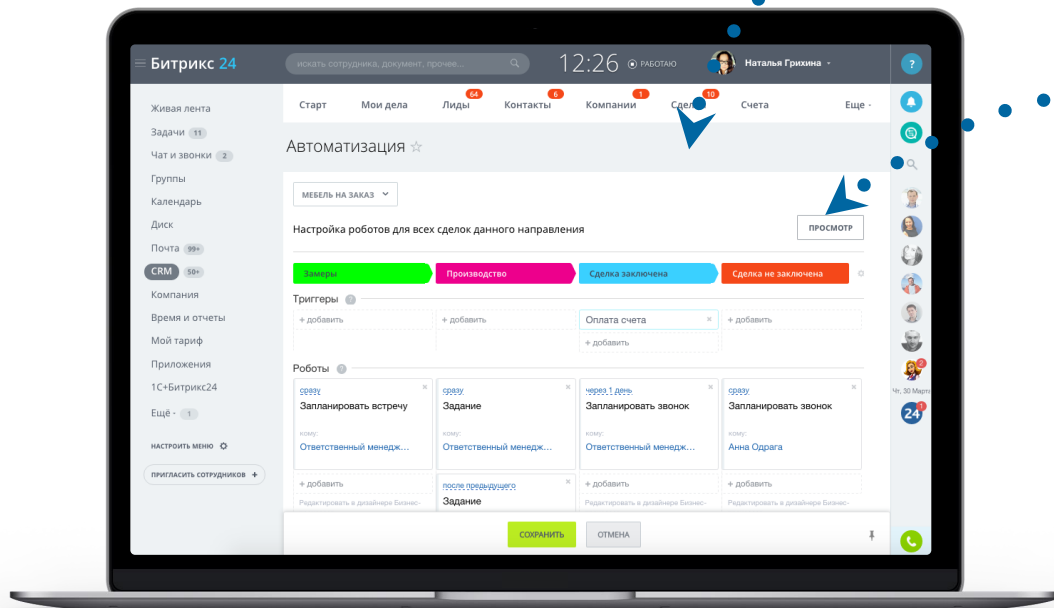 Битрикс 24
искать сотрудника, документ, прочее...
12:26
РАБОТАЮ
Наталья Грихина
?
Живая лента
Задачи 11
Чат и звонки 2
Группы
Календарь
Диск
Почта 99+
CRM 50+
Компания
Время и отчеты
Мой тариф
Приложения
1С+Битрикс24
Ещё 1
НАСТРОИТЬ МЕНЮ
ПРИГЛАСИТЬ СОТРУДНИКОВ +
64 6 1 10
Старт Мои дела Лиды Контакты Компании Счета Еще
Автоматизация
МЕБЕЛЬ НА ЗАКАЗ
Настройка роботов для всех сделок данного направления
ПРОСМОТР
Замеры Производство Сделка заключена Сделка не заключена
Триггеры ?
+ добавить + добавить Оплата счета × + добавить
+ добавить
Роботы ?
сразу × сразу × через 1 день × сразу ×
Запланировать встречу Задание Запланировать звонок Запланировать звонок
кому: кому: кому: кому:
Ответственный менедж... Ответственный менедж... Ответственный менедж... Анна Одрага
+ добавить после предыдущего × + добавить + добавить
Редактировать в дизайнере Бизнес- Задание Редактировать в дизайнере Бизнес- Редактировать в дизайнере Бизнес-
СОХРАНИТЬ ОТМЕНА
2
Чт, 30 Марта
24 1